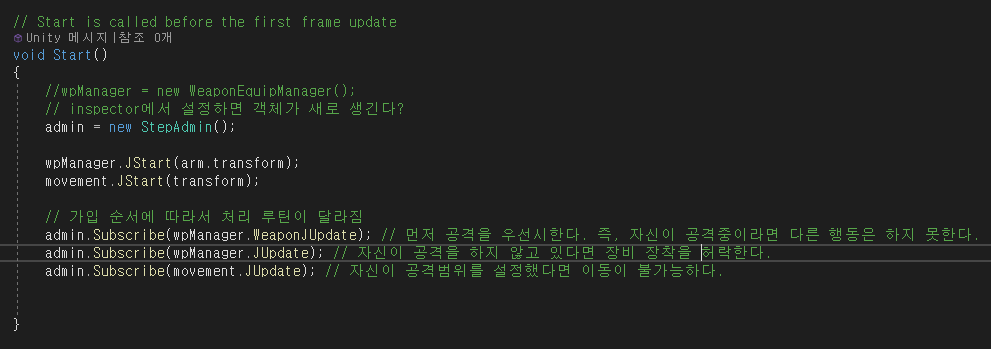 // Start is called before the first frame update
Unity 메시지|참조 0개
void Start()
{
//wpManager = new WeaponEquipManager();
// inspector에서 설정하면 객체가 새로 생긴다?
admin = new StepAdmin();
wpManager.JStart(arm.transform);
movement.JStart(transform);
// 가입 순서에 따라서 처리 루틴이 달라짐
admin.Subscribe(wpManager.WeaponJUpdate); // 먼저 공격을 우선시한다. 즉, 자신이 공격중이라면 다른 행동은 하지 못한다.
admin.Subscribe(wpManager.JUpdate); // 자신이 공격을 하지 않고 있다면 장비 장착을 허락한다.
admin.Subscribe(movement.JUpdate); // 자신이 공격범위를 설정했다면 이동이 불가능하다.
}